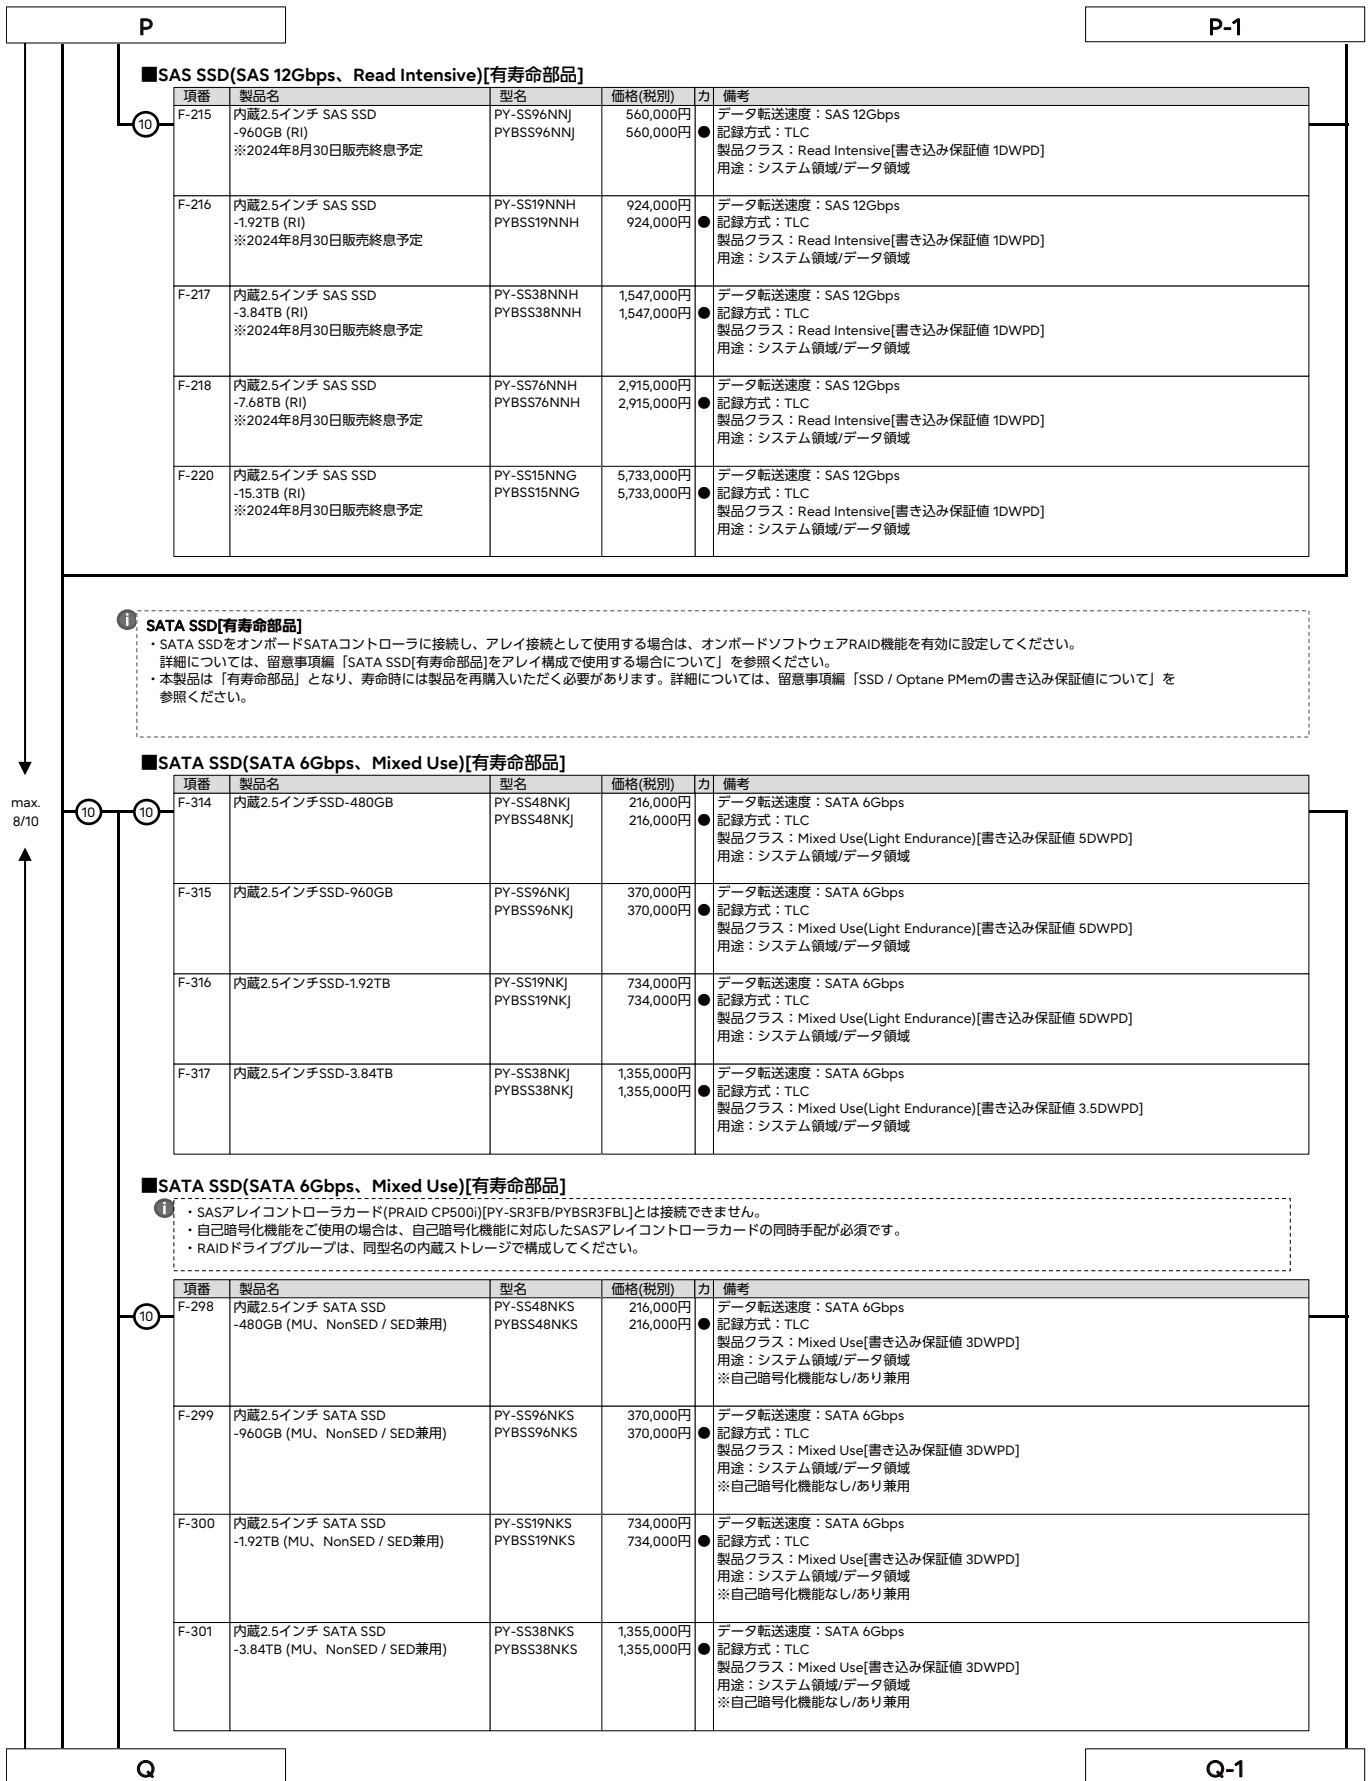 P
P-1
■SAS SSD(SAS 12Gbps、Read Intensive)[有寿命部品]
項番 製品名 型名 価格(税別) カ 備考
10
F-215 内蔵2.5インチ SAS SSD PY-SS96NNJ 560,000円 データ転送速度：SAS 12Gbps
-960GB (RI) PYBSS96NNJ 560,000円 ● 記録方式：TLC
※2024年8月30日販売終息予定 製品クラス：Read Intensive[書き込み保証値 1DWPD]
用途：システム領域/データ領域
F-216 内蔵2.5インチ SAS SSD PY-SS19NNH 924,000円 データ転送速度：SAS 12Gbps
-1.92TB (RI) PYBSS19NNH 924,000円 ● 記録方式：TLC
※2024年8月30日販売終息予定 製品クラス：Read Intensive[書き込み保証値 1DWPD]
用途：システム領域/データ領域
F-217 内蔵2.5インチ SAS SSD PY-SS38NNH 1,547,000円 データ転送速度：SAS 12Gbps
-3.84TB (RI) PYBSS38NNH 1,547,000円 ● 記録方式：TLC
※2024年8月30日販売終息予定 製品クラス：Read Intensive[書き込み保証値 1DWPD]
用途：システム領域/データ領域
F-218 内蔵2.5インチ SAS SSD PY-SS76NNH 2,915,000円 データ転送速度：SAS 12Gbps
-7.68TB (RI) PYBSS76NNH 2,915,000円 ● 記録方式：TLC
※2024年8月30日販売終息予定 製品クラス：Read Intensive[書き込み保証値 1DWPD]
用途：システム領域/データ領域
F-220 内蔵2.5インチ SAS SSD PY-SS15NNG 5,733,000円 データ転送速度：SAS 12Gbps
-15.3TB (RI) PYBSS15NNG 5,733,000円 ● 記録方式：TLC
※2024年8月30日販売終息予定 製品クラス：Read Intensive[書き込み保証値 1DWPD]
用途：システム領域/データ領域
i SATA SSD[有寿命部品]
・SATA SSDをオンボードSATAコントローラに接続し、アレイ接続として使用する場合は、オンボードソフトウェアRAID機能を有効に設定してください。
詳細については、留意事項編「SATA SSD[有寿命部品]をアレイ構成で使用する場合について」を参照ください。
・本製品は「有寿命部品」となり、寿命時には製品を再購入いただく必要があります。詳細については、留意事項編「SSD / Optane PMemの書き込み保証値について」を
参照ください。
■SATA SSD(SATA 6Gbps、Mixed Use)[有寿命部品]
項番 製品名 型名 価格(税別) カ 備考
max.
8/10
10 10
F-314 内蔵2.5インチSSD-480GB PY-SS48NKJ 216,000円 データ転送速度：SATA 6Gbps
PYBSS48NKJ 216,000円 ● 記録方式：TLC
製品クラス：Mixed Use(Light Endurance)[書き込み保証値 5DWPD]
用途：システム領域/データ領域
F-315 内蔵2.5インチSSD-960GB PY-SS96NKJ 370,000円 データ転送速度：SATA 6Gbps
PYBSS96NKJ 370,000円 ● 記録方式：TLC
製品クラス：Mixed Use(Light Endurance)[書き込み保証値 5DWPD]
用途：システム領域/データ領域
F-316 内蔵2.5インチSSD-1.92TB PY-SS19NKJ 734,000円 データ転送速度：SATA 6Gbps
PYBSS19NKJ 734,000円 ● 記録方式：TLC
製品クラス：Mixed Use(Light Endurance)[書き込み保証値 5DWPD]
用途：システム領域/データ領域
F-317 内蔵2.5インチSSD-3.84TB PY-SS38NKJ 1,355,000円 データ転送速度：SATA 6Gbps
PYBSS38NKJ 1,355,000円 ● 記録方式：TLC
製品クラス：Mixed Use(Light Endurance)[書き込み保証値 3.5DWPD]
用途：システム領域/データ領域
■SATA SSD(SATA 6Gbps、Mixed Use)[有寿命部品]
i ・SASアレイコントローラカード(PRAID CP500i)[PY-SR3FB/PYBSR3FBL]とは接続できません。
・自己暗号化機能をご使用の場合は、自己暗号化機能に対応したSASアレイコントローラカードの同時手配が必須です。
・RAIDドライブグループは、同型名の内蔵ストレージで構成してください。
項番 製品名 型名 価格(税別) カ 備考
10
F-298 内蔵2.5インチ SATA SSD PY-SS48NKS 216,000円 データ転送速度：SATA 6Gbps
-480GB (MU、NonSED / SED兼用) PYBSS48NKS 216,000円 ● 記録方式：TLC
製品クラス：Mixed Use[書き込み保証値 3DWPD]
用途：システム領域/データ領域
※自己暗号化機能なし/あり兼用
F-299 内蔵2.5インチ SATA SSD PY-SS96NKS 370,000円 データ転送速度：SATA 6Gbps
-960GB (MU、NonSED / SED兼用) PYBSS96NKS 370,000円 ● 記録方式：TLC
製品クラス：Mixed Use[書き込み保証値 3DWPD]
用途：システム領域/データ領域
※自己暗号化機能なし/あり兼用
F-300 内蔵2.5インチ SATA SSD PY-SS19NKS 734,000円 データ転送速度：SATA 6Gbps
-1.92TB (MU、NonSED / SED兼用) PYBSS19NKS 734,000円 ● 記録方式：TLC
製品クラス：Mixed Use[書き込み保証値 3DWPD]
用途：システム領域/データ領域
※自己暗号化機能なし/あり兼用
F-301 内蔵2.5インチ SATA SSD PY-SS38NKS 1,355,000円 データ転送速度：SATA 6Gbps
-3.84TB (MU、NonSED / SED兼用) PYBSS38NKS 1,355,000円 ● 記録方式：TLC
製品クラス：Mixed Use[書き込み保証値 3DWPD]
用途：システム領域/データ領域
※自己暗号化機能なし/あり兼用
Q
Q-1